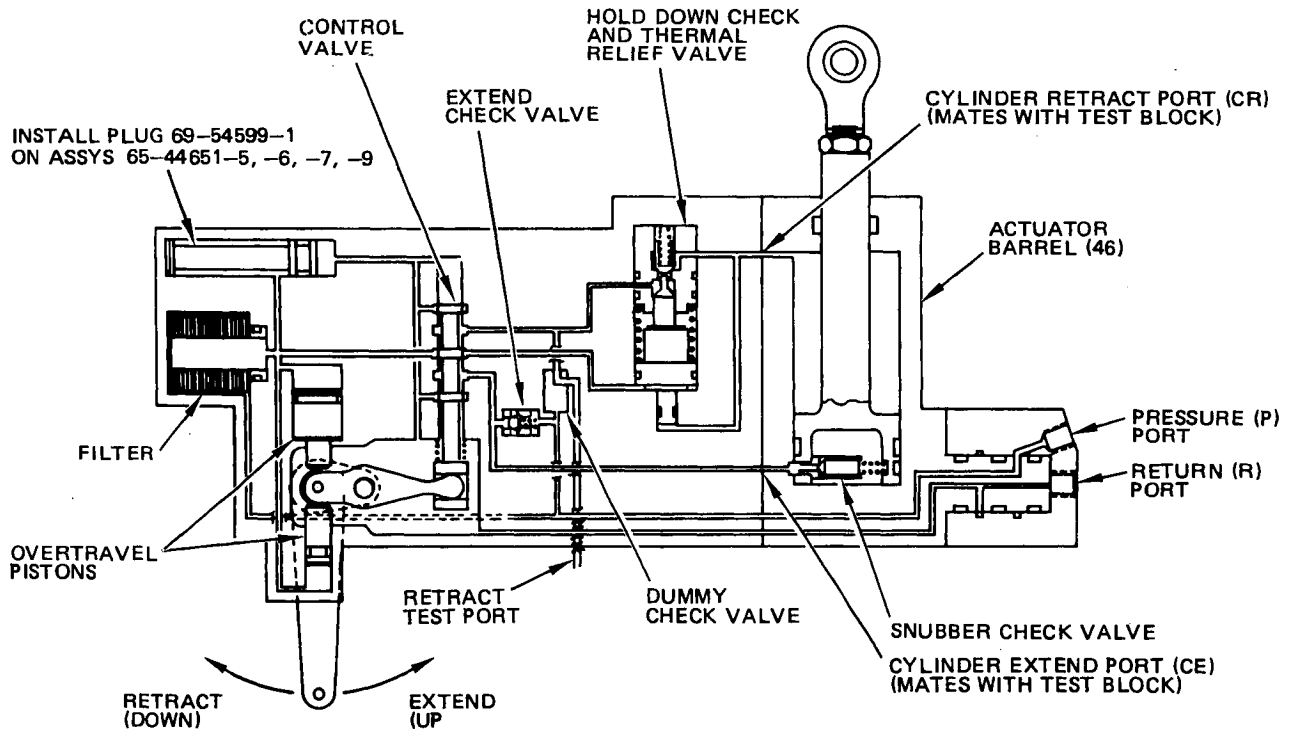 HOLD DOWN CHECK
AND THERMAL
RELIEF VALVE
CONTROL
VALVE
EXTEND
CHECK VALVE
CYLINDER RETRACT PORT (CR)
(MATES WITH TEST BLOCK)
INSTALL PLUG 69-54599-1
ON ASSYS 65-44651-5, -6, -7, -9
ACTUATOR
BARREL (46)
FILTER
PRESSURE (P)
PORT
RETURN (R)
PORT
OVERTRAVEL
PISTONS
RETRACT
TEST PORT
DUMMY
CHECK VALVE
SNUBBER CHECK VALVE
CYLINDER EXTEND PORT (CE)
(MATES WITH TEST BLOCK)
RETRACT
(DOWN)
EXTEND
(UP